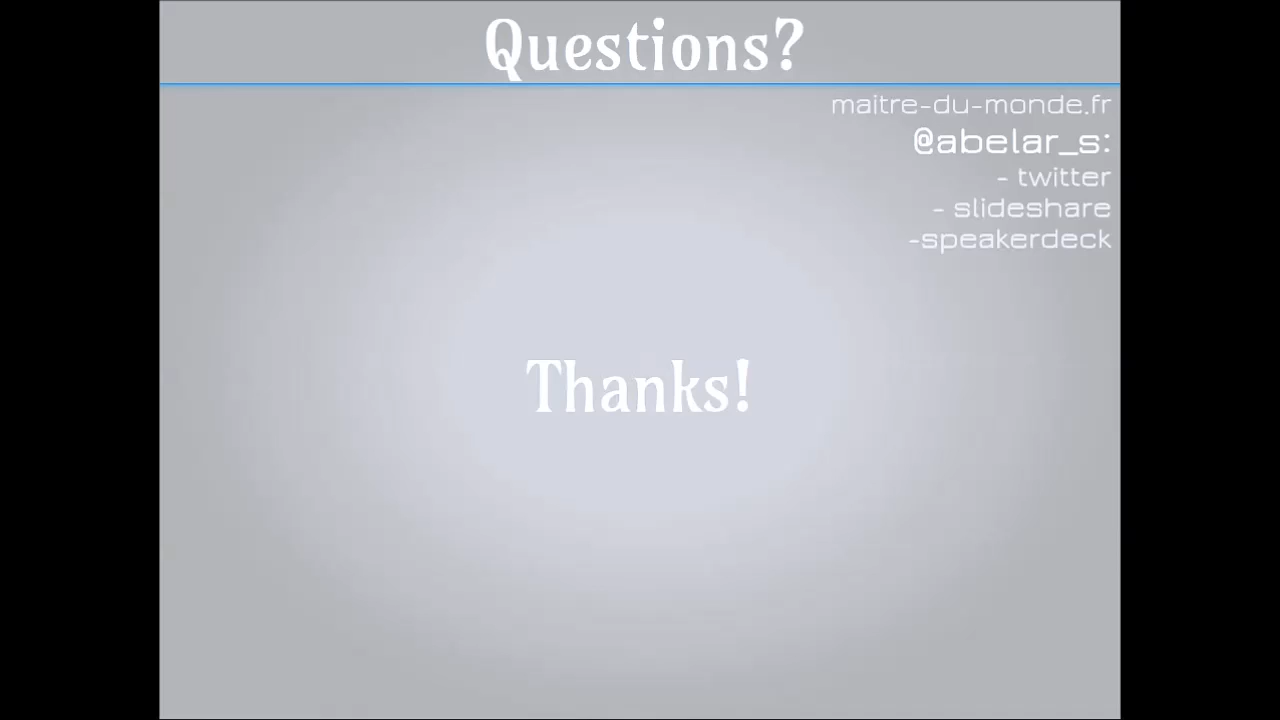 Questions?
maitre-du-monde.fr
@abelar_s:
- twitter
- slideshare
-speakerdeck
Thanks!